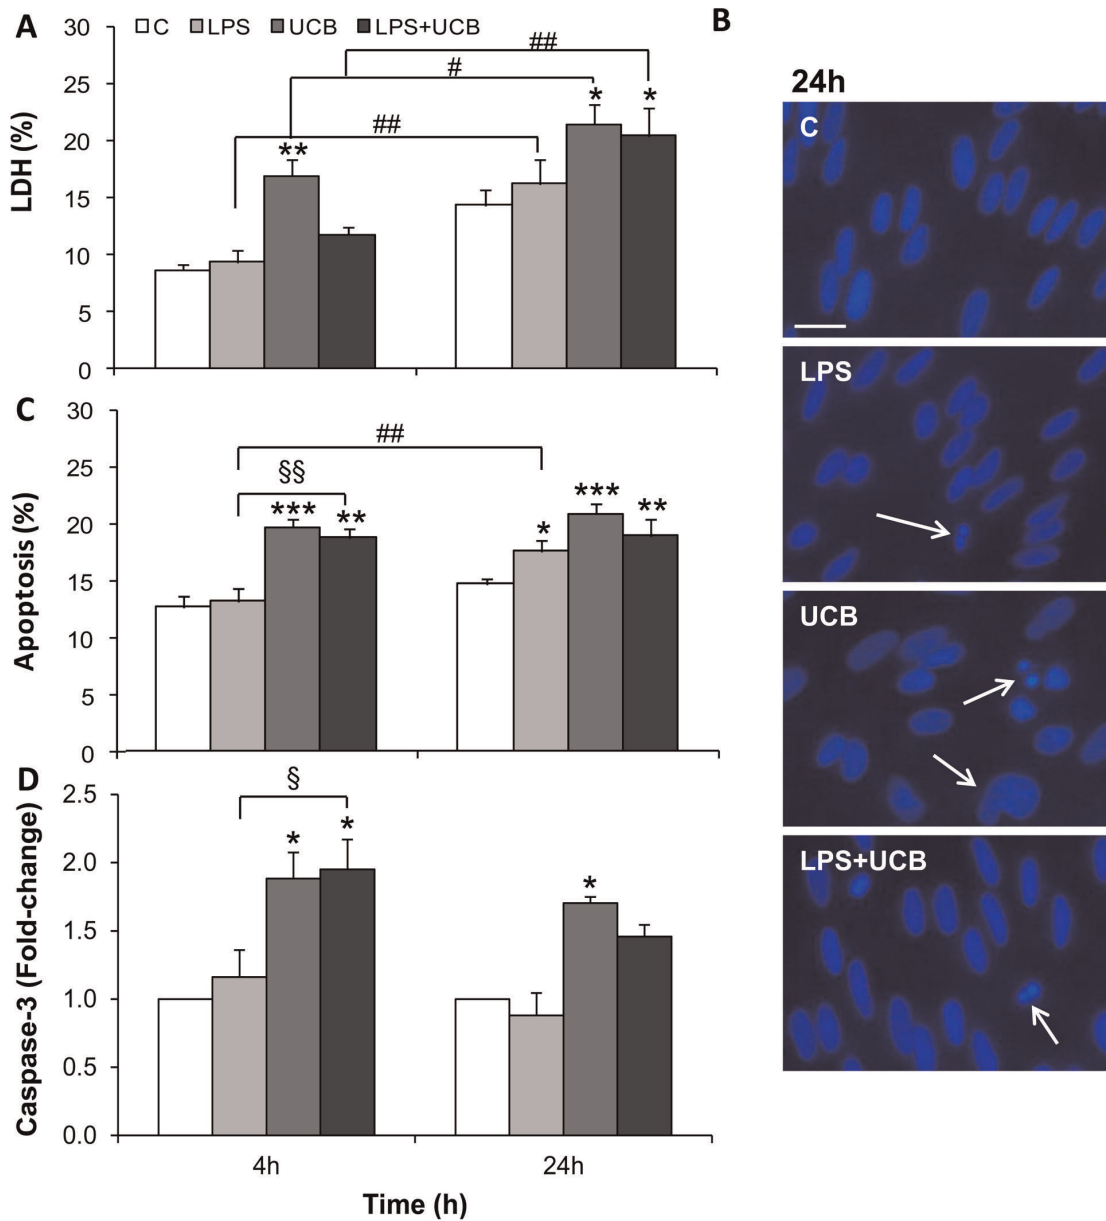 A
C LPS UCB LPS+UCB
LDH (%)
30
25
20
15
10
5
0
**
##
#
##
*
*
B
24h
C
LPS
UCB
LPS+UCB
C
Apoptosis (%)
30
25
20
15
10
5
0
##
§§
***
**
*
***
**
D
Caspase-3 (Fold-change)
2.5
2.0
1.5
1.0
0.5
0.0
§
*
*
*
4h
24h
Time (h)